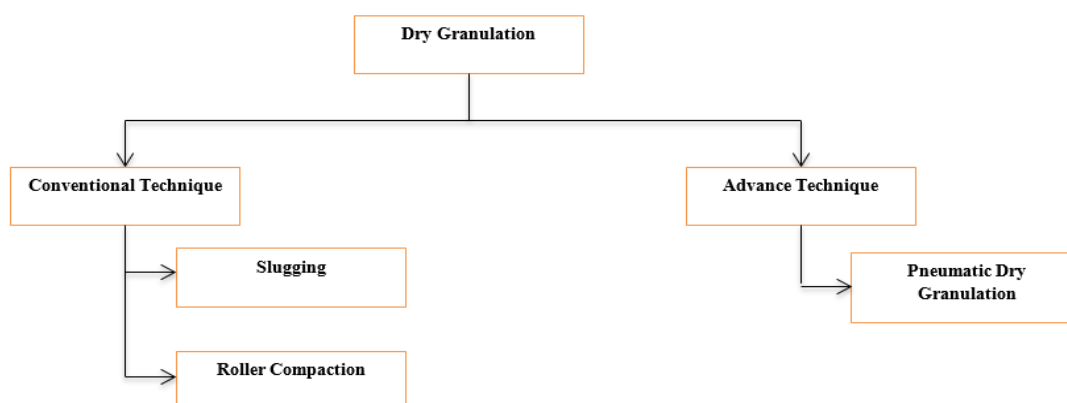 Dry Granulation
Conventional Technique
Advance Technique
Slugging
Pneumatic Dry
Granulation
Roller Compaction